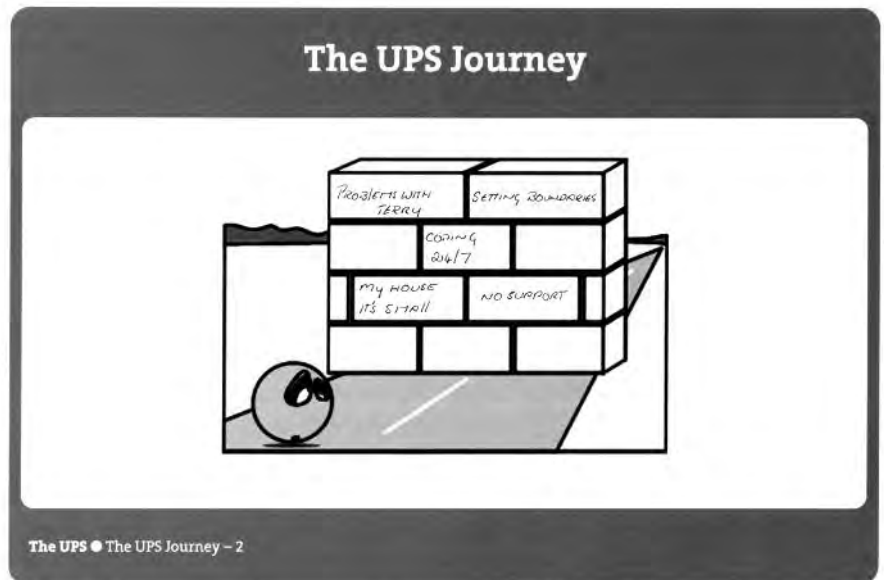 The UPS Journey
PROBLEMS WITH
TERRY
SETTING BOUNDARIES
24/7
MY HOUSE
IT'S SMALL
NO SUPPORT
The UPS ● The UPS Journey – 2